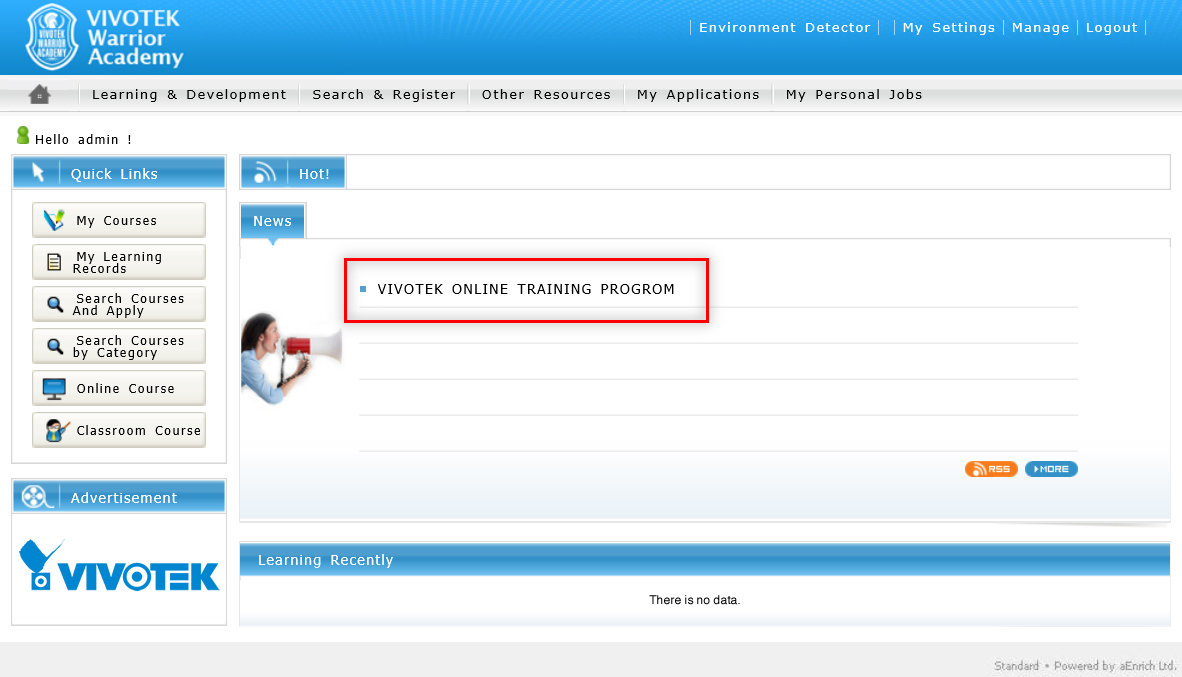 VIVOTEK
Warrior
Academy
Environment Detector
My Settings
Manage
Logout
Learning & Development
Search & Register
Other Resources
My Applications
My Personal Jobs
Hello admin !
Quick Links
My Courses
My Learning
Records
Search Courses
And Apply
Search Courses
by Category
Online Course
Classroom Course
Advertisement
VIVOTEK
Hot!
News
VIVOTEK ONLINE TRAINING PROGROM
RSS
MORE
Learning Recently
There is no data.
Standard • Powered by aEnrich Ltd.